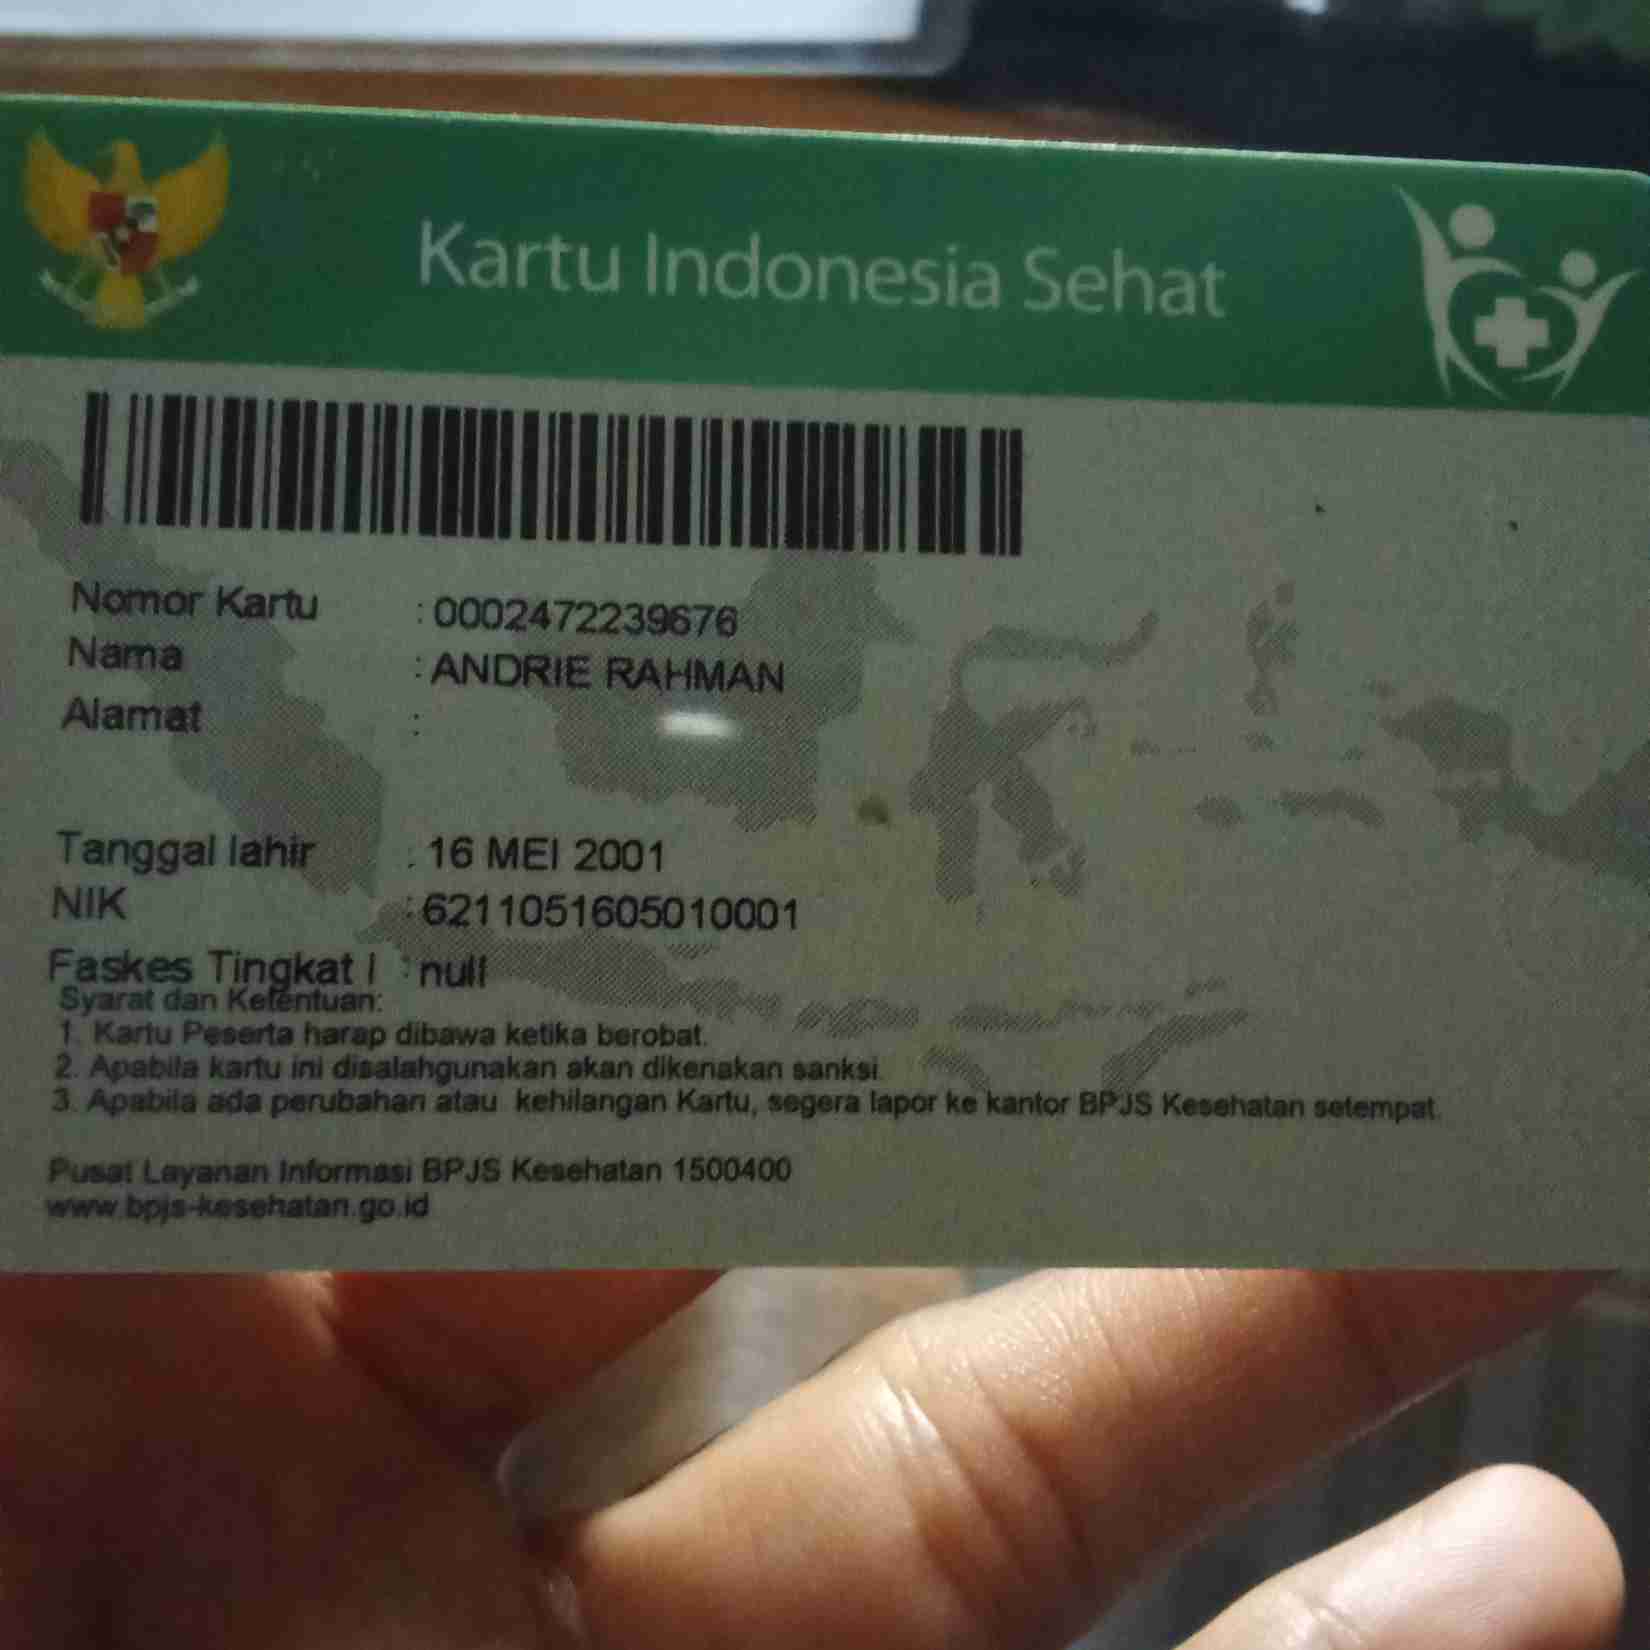 Kartu Indonesia Sehat
Nomor Kartu : 0002472239676
Nama : ANDRIE RAHMAN
Alamat :
Tanggal lahir : 16 MEI 2001
NIK : 6211051605010001
Faskes Tingkat I : null
Syarat dan Ketentuan:
1. Kartu Peserta harap dibawa ketika berobat.
2. Apabila kartu ini disalahgunakan akan dikenakan sanksi.
3. Apabila ada perubahan atau kehilangan Kartu, segera lapor ke kantor BPJS Kesehatan setempat.
Pusat Layanan Informasi BPJS Kesehatan 1500400
www.bpjs-kesehatan.go.id